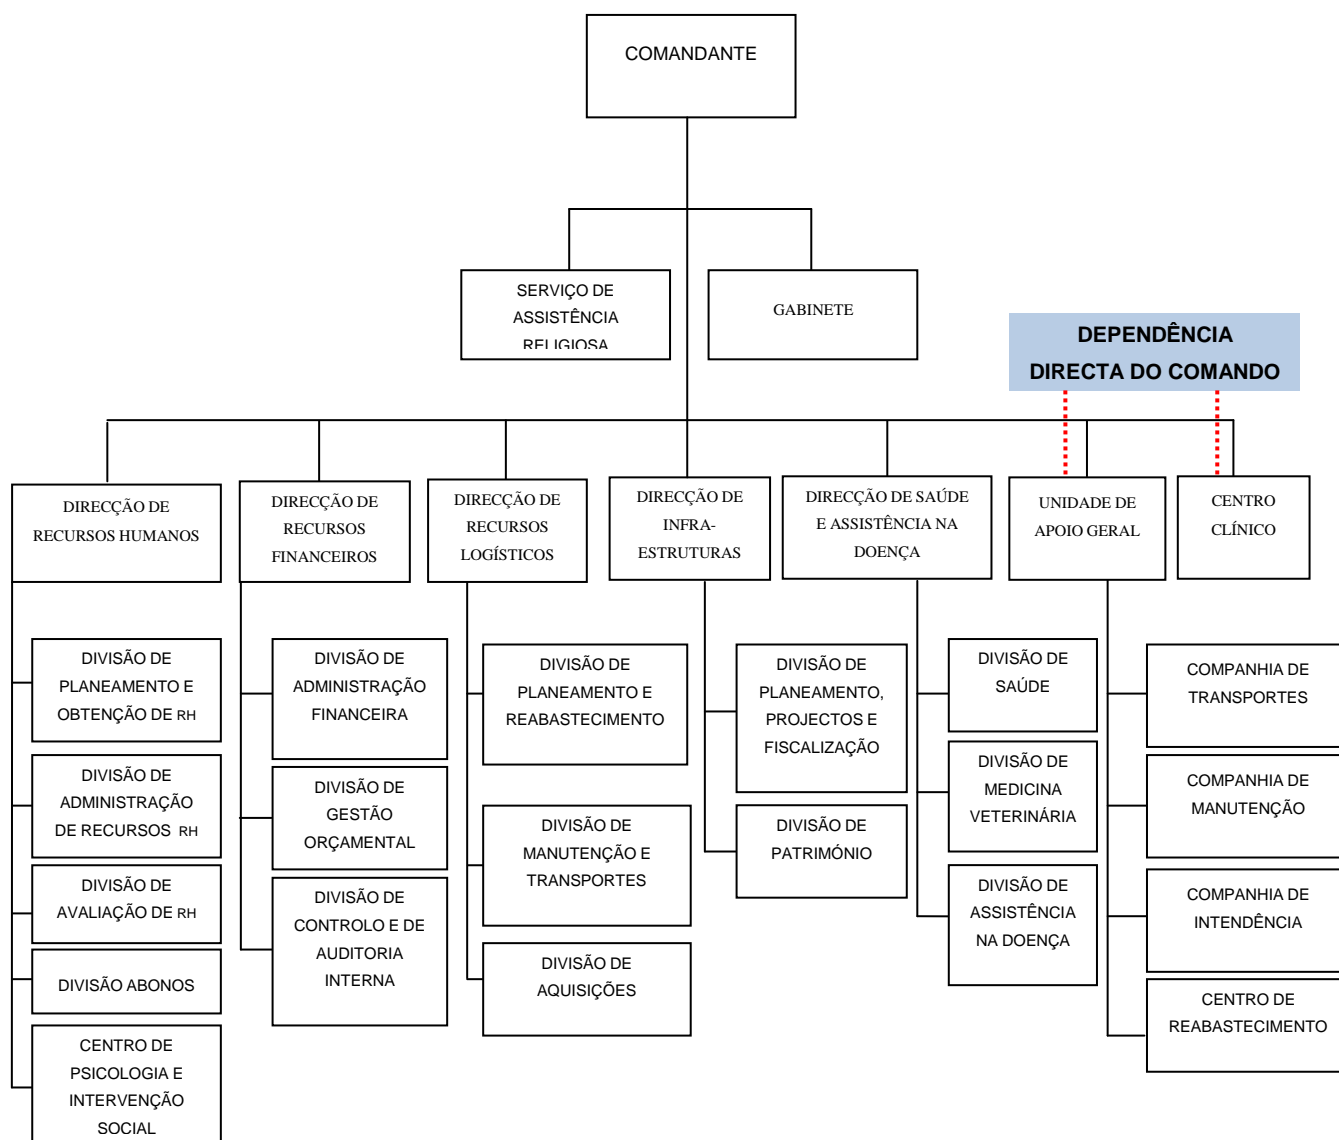 COMANDANTE
SERVIÇO DE
ASSISTÊNCIA
RELIGIOSA
GABINETE
DEPENDÊNCIA
DIRECTA DO COMANDO
DIRECÇÃO DE
RECURSOS HUMANOS
DIRECÇÃO DE
RECURSOS
FINANCEIROS
DIRECÇÃO DE
RECURSOS
LOGÍSTICOS
DIRECÇÃO DE
INFRA-
ESTRUTURAS
DIRECÇÃO DE SAÚDE
E ASSISTÊNCIA NA
DOENÇA
UNIDADE DE
APOIO GERAL
CENTRO
CLÍNICO
DIVISÃO DE
PLANEAMENTO E
OBTENÇÃO DE RH
DIVISÃO DE
ADMINISTRAÇÃO
DE RECURSOS RH
DIVISÃO DE
AVALIAÇÃO DE RH
DIVISÃO ABONOS
CENTRO DE
PSICOLOGIA E
INTERVENÇÃO
SOCIAL
DIVISÃO DE
ADMINISTRAÇÃO
FINANCEIRA
DIVISÃO DE
GESTÃO
ORÇAMENTAL
DIVISÃO DE
CONTROLO E DE
AUDITORIA
INTERNA
DIVISÃO DE
PLANEAMENTO E
REABASTECIMENTO
DIVISÃO DE
MANUTENÇÃO E
TRANSPORTES
DIVISÃO DE
AQUISIÇÕES
DIVISÃO DE
PLANEAMENTO,
PROJECTOS E
FISCALIZAÇÃO
DIVISÃO DE
PATRIMÓNIO
DIVISÃO DE
SAÚDE
DIVISÃO DE
MEDICINA
VETERINÁRIA
DIVISÃO DE
ASSISTÊNCIA
NA DOENÇA
COMPANHIA DE
TRANSPORTES
COMPANHIA DE
MANUTENÇÃO
COMPANHIA DE
INTENDÊNCIA
CENTRO DE
REABASTECIMENTO